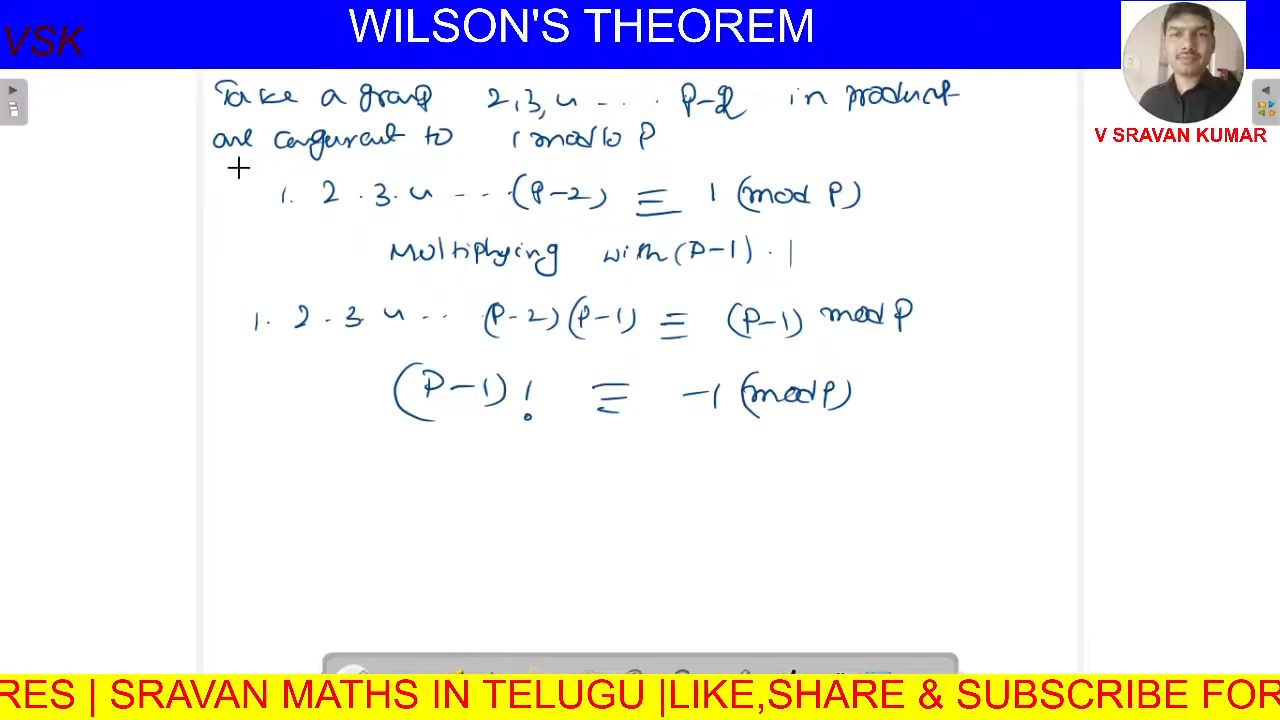 WILSON'S THEOREM
VSK
V SRAVAN KUMAR
Take a group 2,3,4 ... P-2 in product
are congruent to 1 modlo P
1. 2 . 3. 4 ... (P-2) ≡ 1 (mod P)
Multiplying with (P-1) . 1
1. 2 . 3. 4 ... (P-2)(P-1) ≡ (P-1) mod P
(P-1)! ≡ -1 (mod P)
RES | SRAVAN MATHS IN TELUGU |LIKE,SHARE & SUBSCRIBE FOR